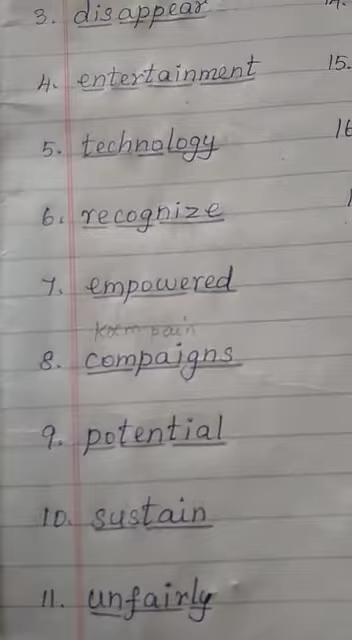 3. disappear
4. entertainment
15.
5. technology
6. recognize
7. empowered
kampain
8. compaigns
9. potential
10. sustain
11. unfairly